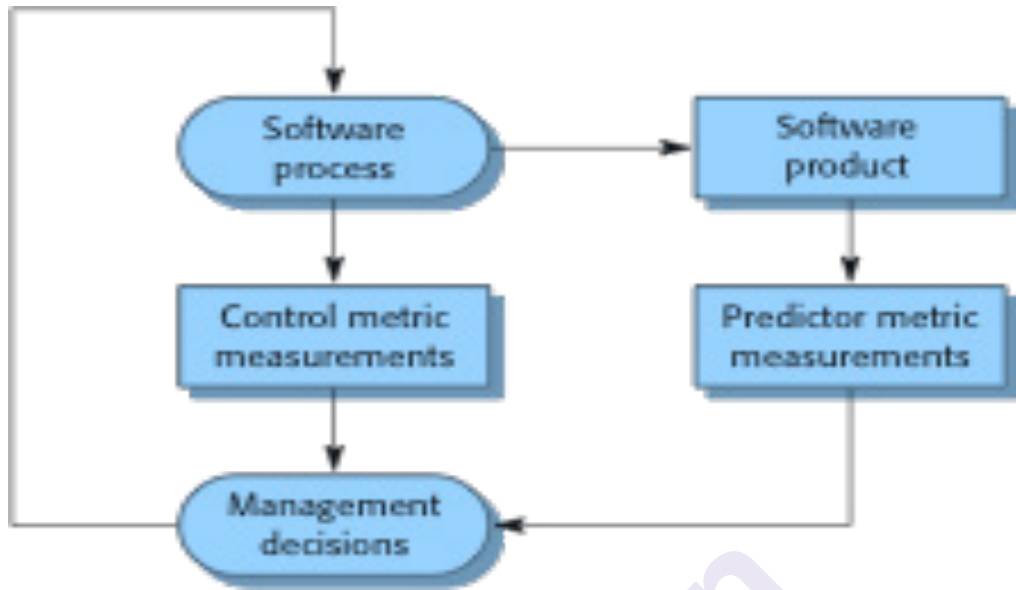 Software
process
Software
product
Control metric
measurements
Predictor metric
measurements
Management
decisions